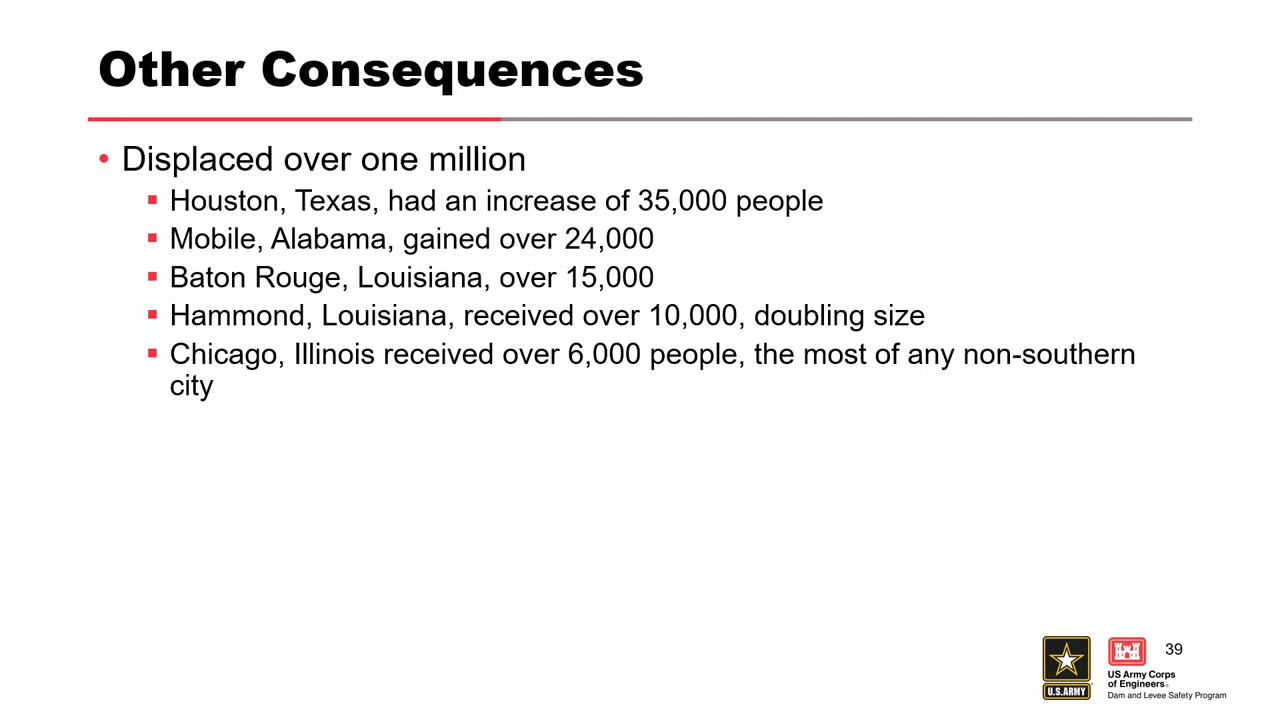 Other Consequences
• Displaced over one million
▪ Houston, Texas, had an increase of 35,000 people
▪ Mobile, Alabama, gained over 24,000
▪ Baton Rouge, Louisiana, over 15,000
▪ Hammond, Louisiana, received over 10,000, doubling size
▪ Chicago, Illinois received over 6,000 people, the most of any non-southern
city
39
U.S.ARMY
US Army Corps
of Engineers®
Dam and Levee Safety Program